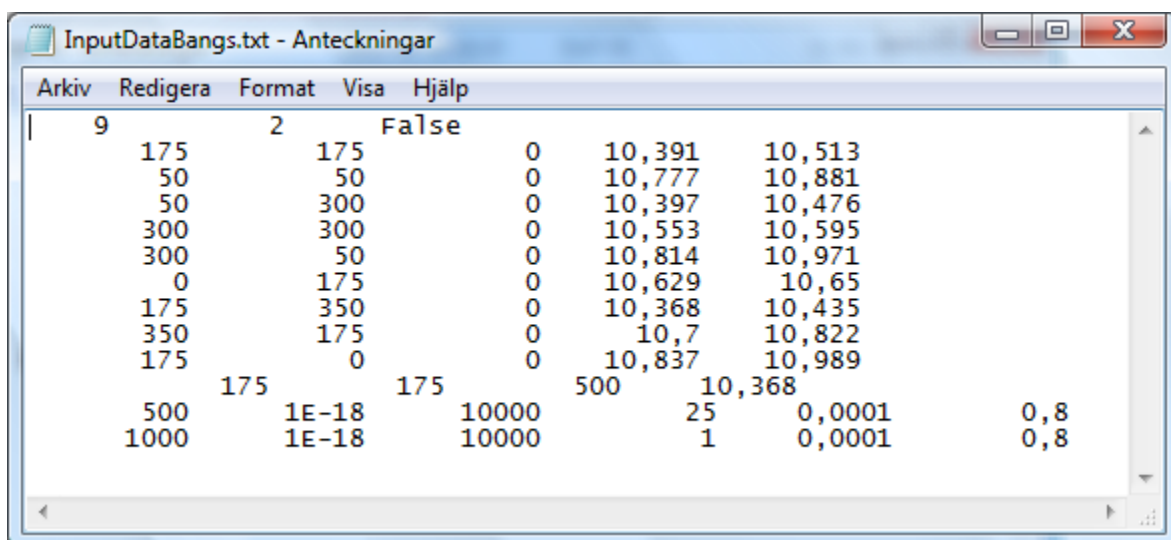 InputDataBangs.txt - Anteckningar
Arkiv Redigera Format Visa Hjälp
9 2 False
175 175 0 10,391 10,513
50 50 0 10,777 10,881
50 300 0 10,397 10,476
300 300 0 10,553 10,595
300 50 0 10,814 10,971
0 175 0 10,629 10,65
175 350 0 10,368 10,435
350 175 0 10,7 10,822
175 0 0 10,837 10,989
175 175 500 10,368
500 1E-18 10000 25 0,0001 0,8
1000 1E-18 10000 1 0,0001 0,8